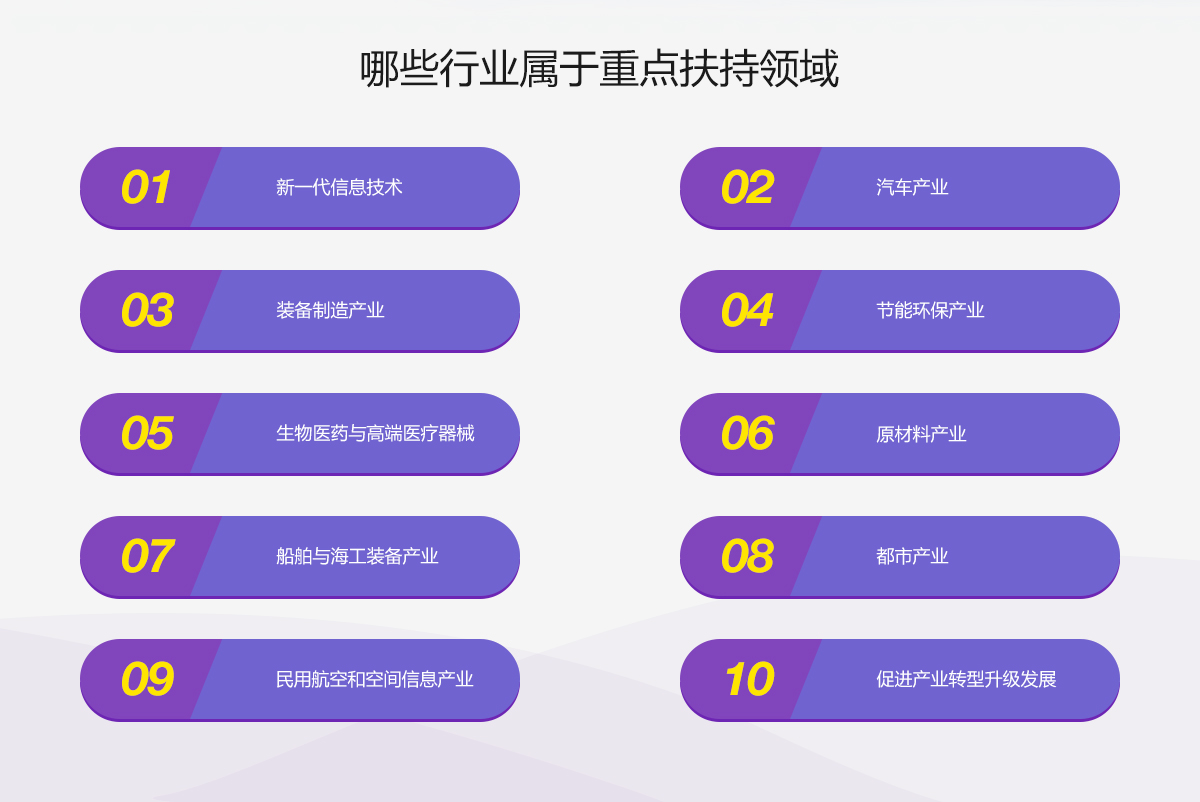 哪些行业属于重点扶持领域
01 新一代信息技术
02 汽车产业
03 装备制造产业
04 节能环保产业
05 生物医药与高端医疗器械
06 原材料产业
07 船舶与海工装备产业
08 都市产业
09 民用航空和空间信息产业
10 促进产业转型升级发展